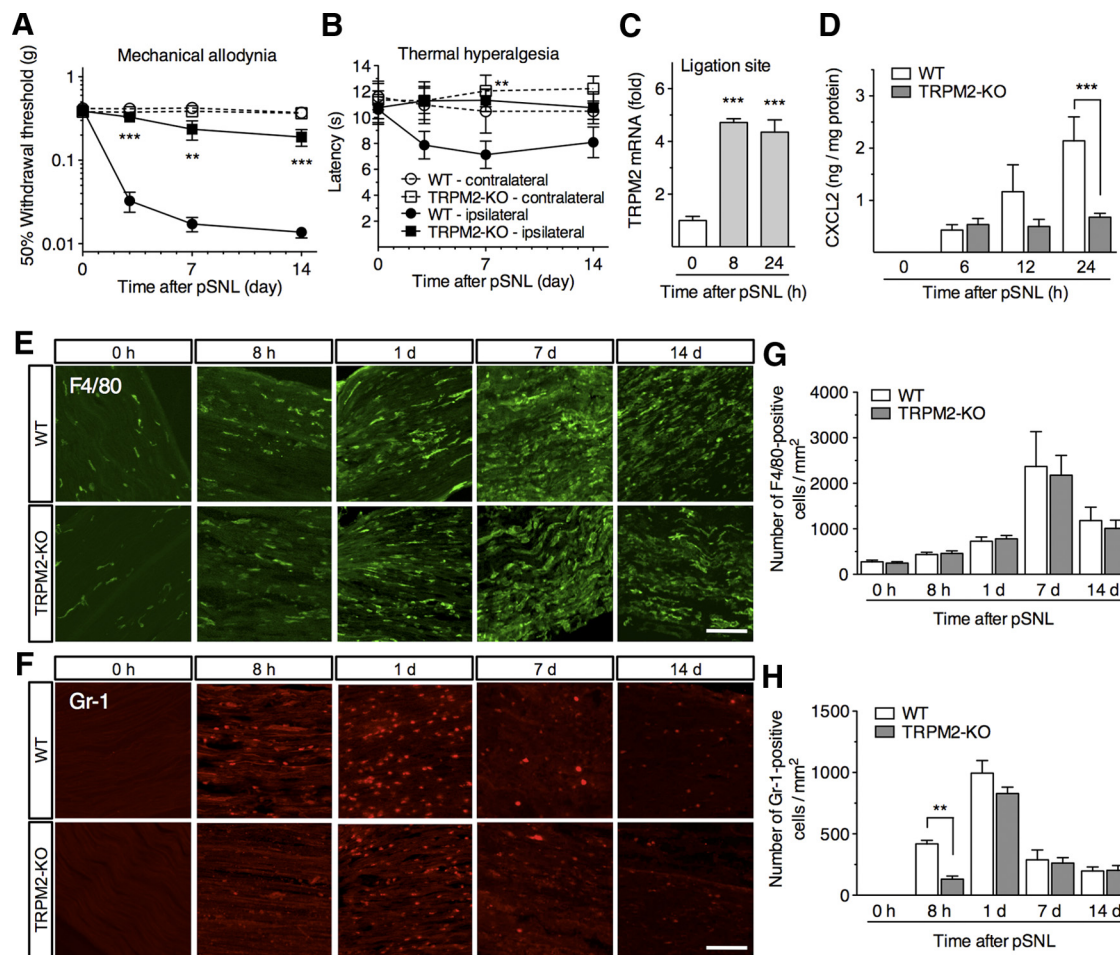 A
Mechanical allodynia
50% Withdrawal threshold (g)
1
0.1
0.01
***
**
***
0
7
14
Time after pSNL (day)
B
Thermal hyperalgesia
Latency (s)
14
12
10
8
6
4
2
**
WT - contralateral
TRPM2-KO - contralateral
WT - ipsilateral
TRPM2-KO - ipsilateral
0
7
14
Time after pSNL (day)
C
Ligation site
TRPM2 mRNA (fold)
6
4
2
***
***
0
8
24
Time after pSNL (h)
D
WT
TRPM2-KO
CXCL2 (ng / mg protein)
3
2
1
***
0
6
12
24
Time after pSNL (h)
E
0 h
8 h
1 d
7 d
14 d
WT
F4/80
TRPM2-KO
F
0 h
8 h
1 d
7 d
14 d
WT
Gr-1
TRPM2-KO
G
WT
TRPM2-KO
Number of F4/80-positive
cells / mm2
4000
3000
2000
1000
0
0 h
8 h
1 d
7 d
14 d
Time after pSNL
H
WT
TRPM2-KO
Number of Gr-1-positive
cells / mm2
1500
1000
500
0
**
0 h
8 h
1 d
7 d
14 d
Time after pSNL